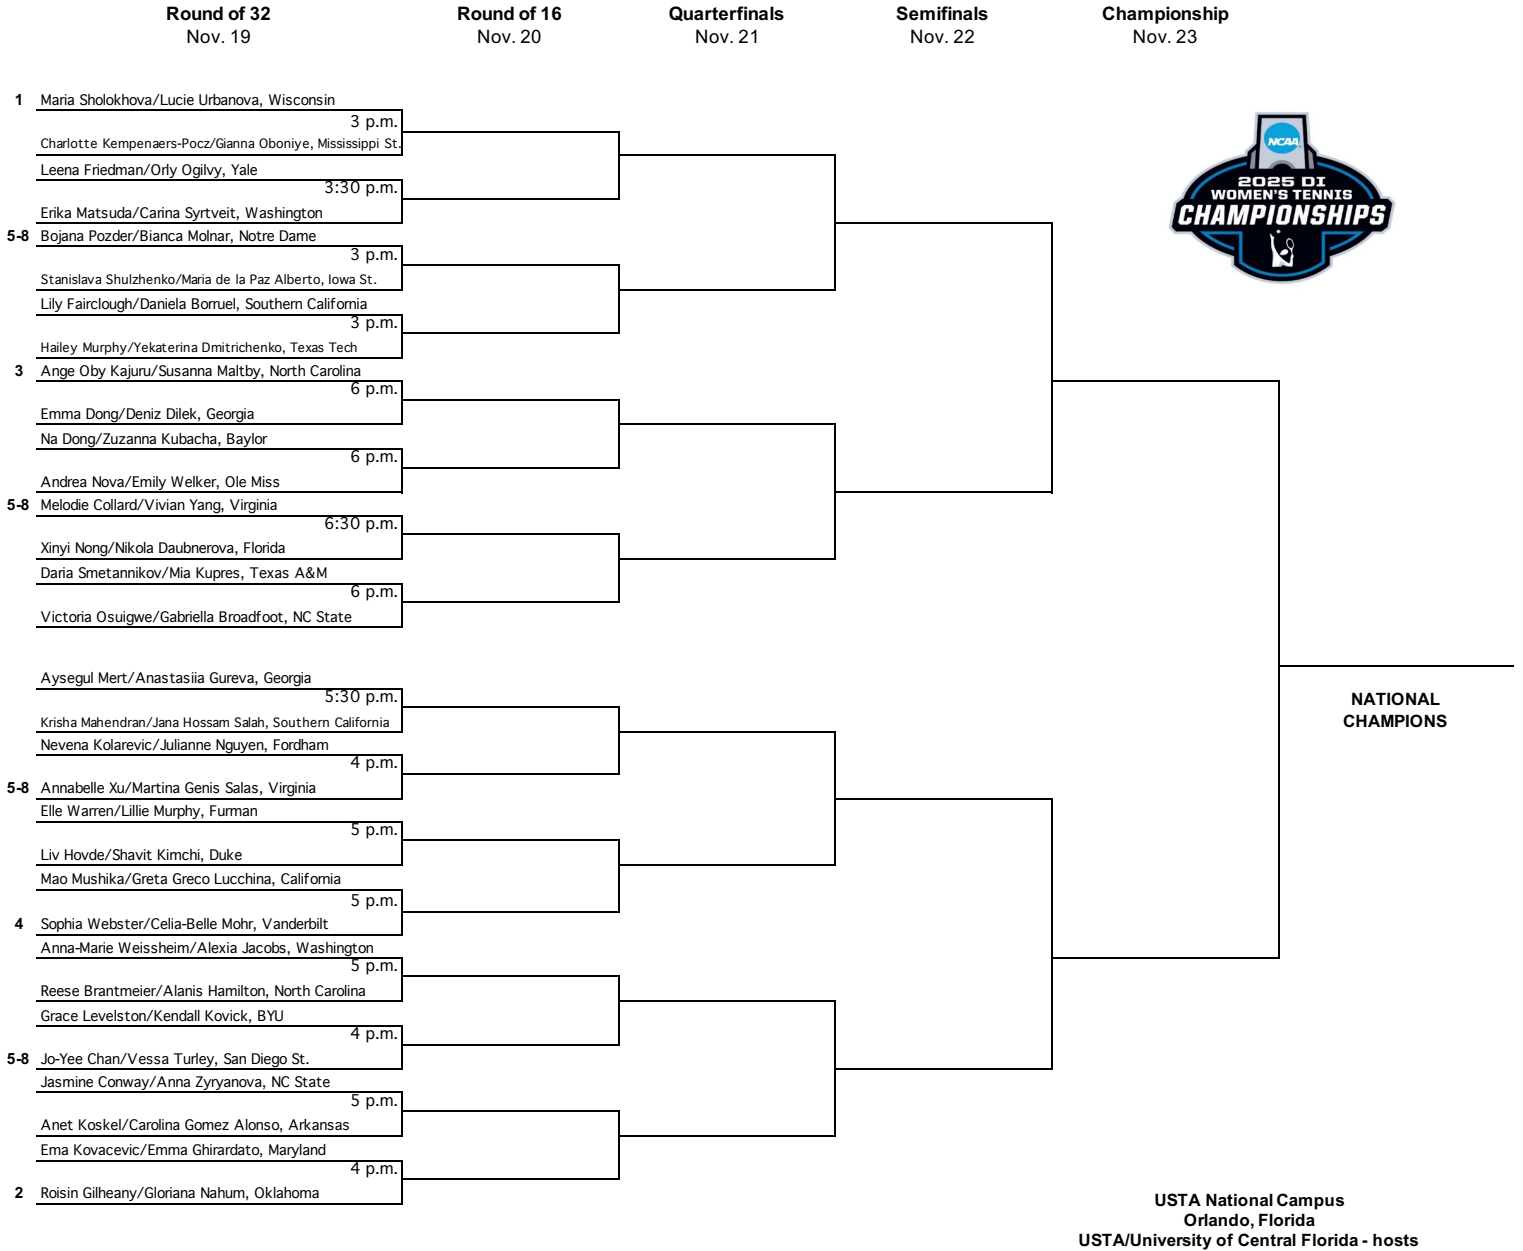 Round of 32 Round of 16 Quarterfinals Semifinals Championship
Nov. 19 Nov. 20 Nov. 21 Nov. 22 Nov. 23
1 Maria Sholokhova/Lucie Urbanova, Wisconsin
3 p.m.
Charlotte Kempenaers-Pocz/Gianna Oboniye, Mississippi St.
Leena Friedman/Orly Ogilvy, Yale
3:30 p.m.
Erika Matsuda/Carina Syrtveit, Washington
5-8 Bojana Pozder/Bianca Molnar, Notre Dame
3 p.m.
Stanislava Shulzhenko/Maria de la Paz Alberto, Iowa St.
Lily Fairclough/Daniela Borruel, Southern California
3 p.m.
Hailey Murphy/Yekaterina Dmitrichenko, Texas Tech
3 Ange Oby Kajuru/Susanna Maltby, North Carolina
6 p.m.
Emma Dong/Deniz Dilek, Georgia
Na Dong/Zuzanna Kubacha, Baylor
6 p.m.
Andrea Nova/Emily Welker, Ole Miss
5-8 Melodie Collard/Vivian Yang, Virginia
6:30 p.m.
Xinyi Nong/Nikola Daubnerova, Florida
Daria Smetannikov/Mia Kupres, Texas A&M
6 p.m.
Victoria Osuigwe/Gabriella Broadfoot, NC State
Aysegul Mert/Anastasiia Gureva, Georgia
5:30 p.m.
Krisha Mahendran/Jana Hossam Salah, Southern California
Nevena Kolarevic/Julianne Nguyen, Fordham
4 p.m.
5-8 Annabelle Xu/Martina Genis Salas, Virginia
Elle Warren/Lillie Murphy, Furman
5 p.m.
Liv Hovde/Shavit Kimchi, Duke
Mao Mushika/Greta Greco Lucchina, California
5 p.m.
4 Sophia Webster/Celia-Belle Mohr, Vanderbilt
Anna-Marie Weissheim/Alexia Jacobs, Washington
5 p.m.
Reese Brantmeier/Alanis Hamilton, North Carolina
Grace Levelston/Kendall Kovick, BYU
4 p.m.
5-8 Jo-Yee Chan/Vessa Turley, San Diego St.
Jasmine Conway/Anna Zyryanova, NC State
5 p.m.
Anet Koskel/Carolina Gomez Alonso, Arkansas
Ema Kovacevic/Emma Ghirardato, Maryland
4 p.m.
2 Roisin Gilheany/Gloriana Nahum, Oklahoma
NCAA
2025 DI
WOMEN'S TENNIS
CHAMPIONSHIPS
NATIONAL
CHAMPIONS
USTA National Campus
Orlando, Florida
USTA/University of Central Florida - hosts